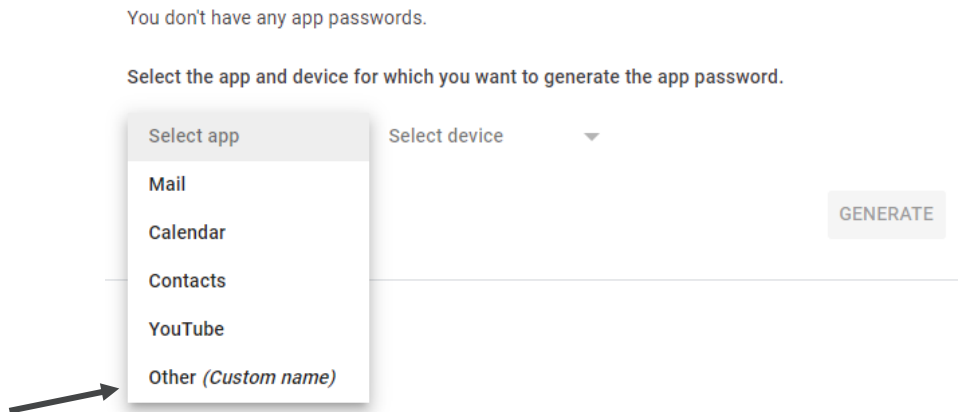 You don't have any app passwords.
Select the app and device for which you want to generate the app password.
Select app
Select device
Mail
Calendar
Contacts
YouTube
Other (Custom name)
GENERATE